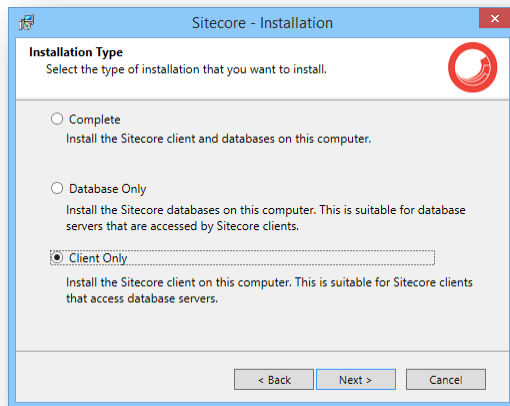 Sitecore - Installation
Installation Type
Select the type of installation that you want to install.
Complete
Install the Sitecore client and databases on this computer.
Database Only
Install the Sitecore databases on this computer. This is suitable for database
servers that are accessed by Sitecore clients.
Client Only
Install the Sitecore client on this computer. This is suitable for Sitecore clients
that access database servers.
< Back Next > Cancel